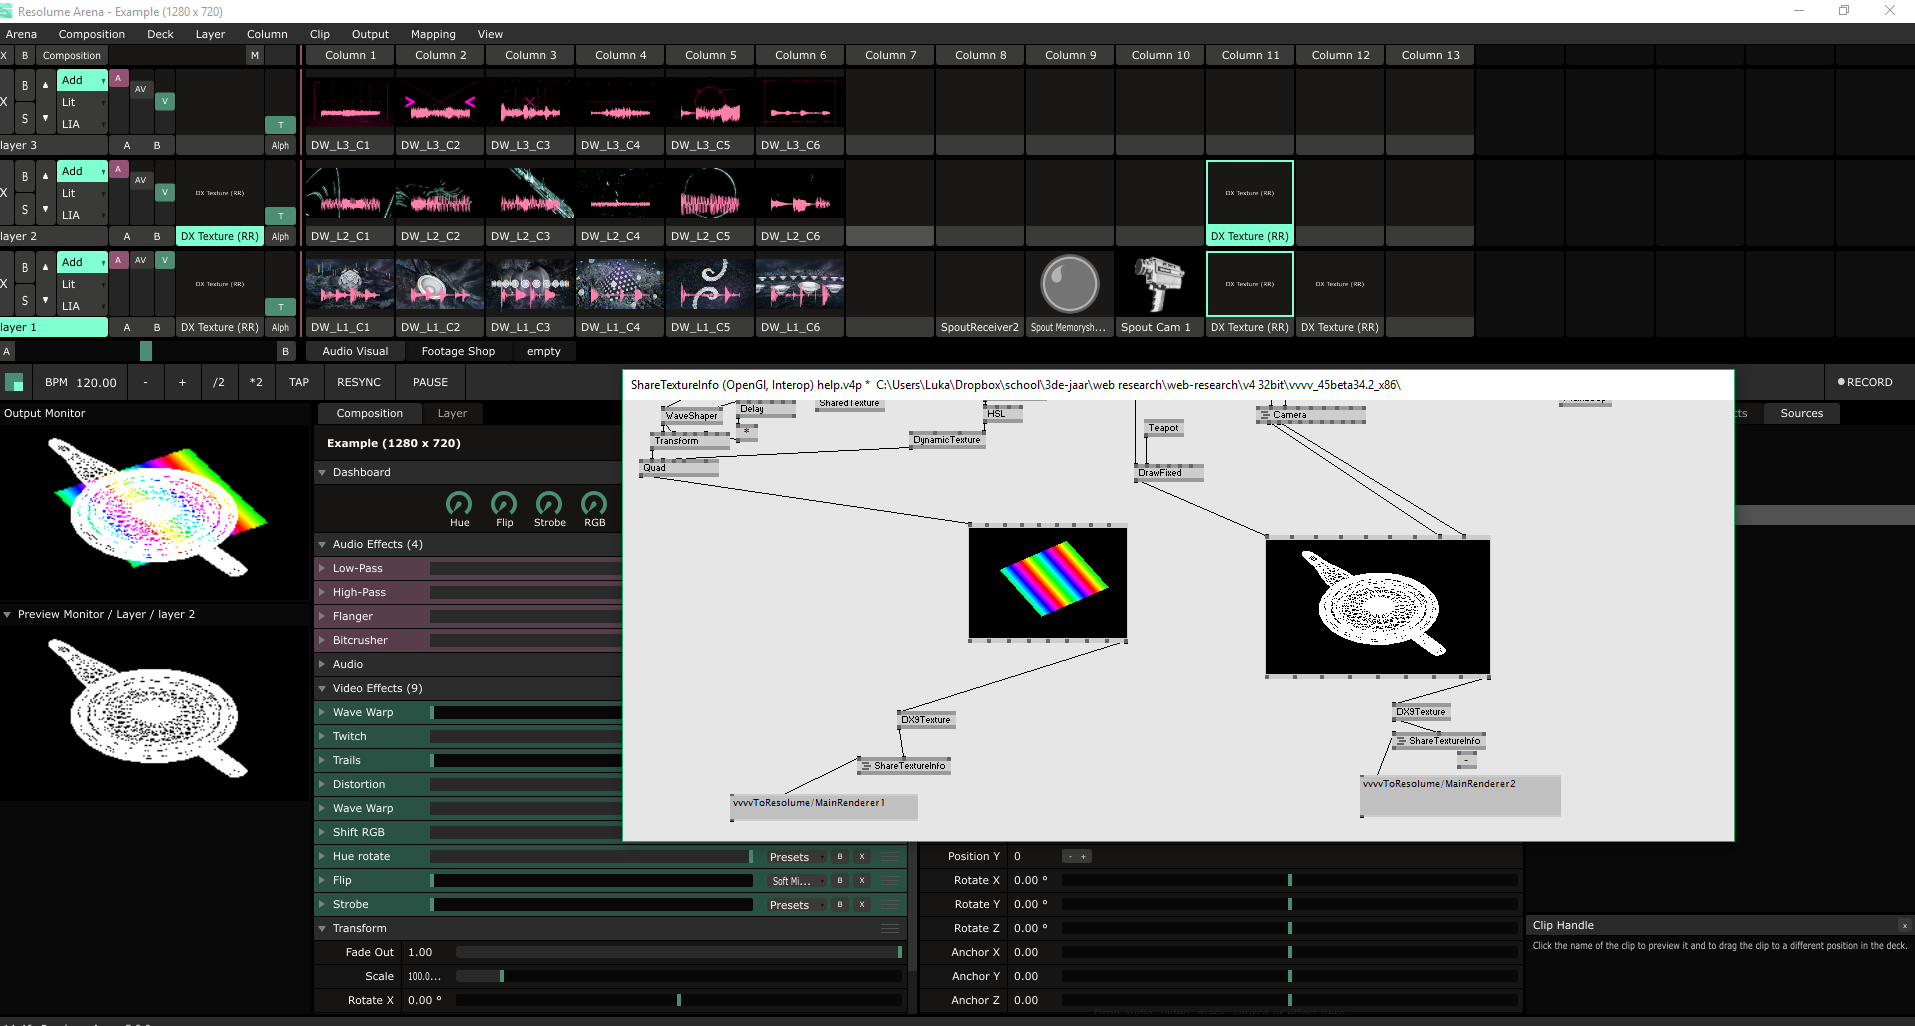 Resolume Arena - Example (1280 x 720)
Arena Composition Deck Layer Column Clip Output Mapping View
X B Composition M Column 1 Column 2 Column 3 Column 4 Column 5 Column 6 Column 7 Column 8 Column 9 Column 10 Column 11 Column 12 Column 13
X B S Add Lit LIA A AV V T
layer 3 A B Alph DW_L3_C1 DW_L3_C2 DW_L3_C3 DW_L3_C4 DW_L3_C5 DW_L3_C6
X B S Add Lit LIA A AV V DX Texture (RR) T DX Texture (RR)
layer 2 A B DX Texture (RR) Alph DW_L2_C1 DW_L2_C2 DW_L2_C3 DW_L2_C4 DW_L2_C5 DW_L2_C6 DX Texture (RR)
X B S Add Lit LIA A AV V DX Texture (RR) T DX Texture (RR) DX Texture (RR)
layer 1 A B DX Texture (RR) Alph DW_L1_C1 DW_L1_C2 DW_L1_C3 DW_L1_C4 DW_L1_C5 DW_L1_C6 SpoutReceiver2 Spout Memorysh... Spout Cam 1 DX Texture (RR) DX Texture (RR)
A B Audio Visual Footage Shop empty
BPM 120.00 - + /2 *2 TAP RESYNC PAUSE RECORD
ShareTextureInfo (OpenGl, Interop) help.v4p * C:\Users\Luka\Dropbox\school\3de-jaar\web research\web-research\v4 32bit\vvvv_45beta34.2_x86\
Output Monitor
Composition Layer
Sources
Example (1280 x 720)
Dashboard
Hue Flip Strobe RGB
Audio Effects (4)
Low-Pass
High-Pass
Flanger
Bitcrusher
Audio
Video Effects (9)
Wave Warp
Twitch
Trails
Distortion
Wave Warp
Shift RGB
Hue rotate Presets B X
Flip Soft Mi... B X
Strobe Presets B X
Transform
Fade Out 1.00
Scale 100.0...
Rotate X 0.00 °
Preview Monitor / Layer / layer 2
WaveShaper
Delay
SharedTexture
HSL
Transform
*
DynamicTexture
Quad
Teapot
DrawFixed
Camera
DX9Texture
ShareTextureInfo
vvvvToResolume/MainRenderer1
DX9Texture
ShareTextureInfo
-
vvvvToResolume/MainRenderer2
Position Y 0 - +
Rotate X 0.00 °
Rotate Y 0.00 °
Rotate Z 0.00 °
Anchor X 0.00
Anchor Y 0.00
Anchor Z 0.00
Clip Handle x
Click the name of the clip to preview it and to drag the clip to a different position in the deck.